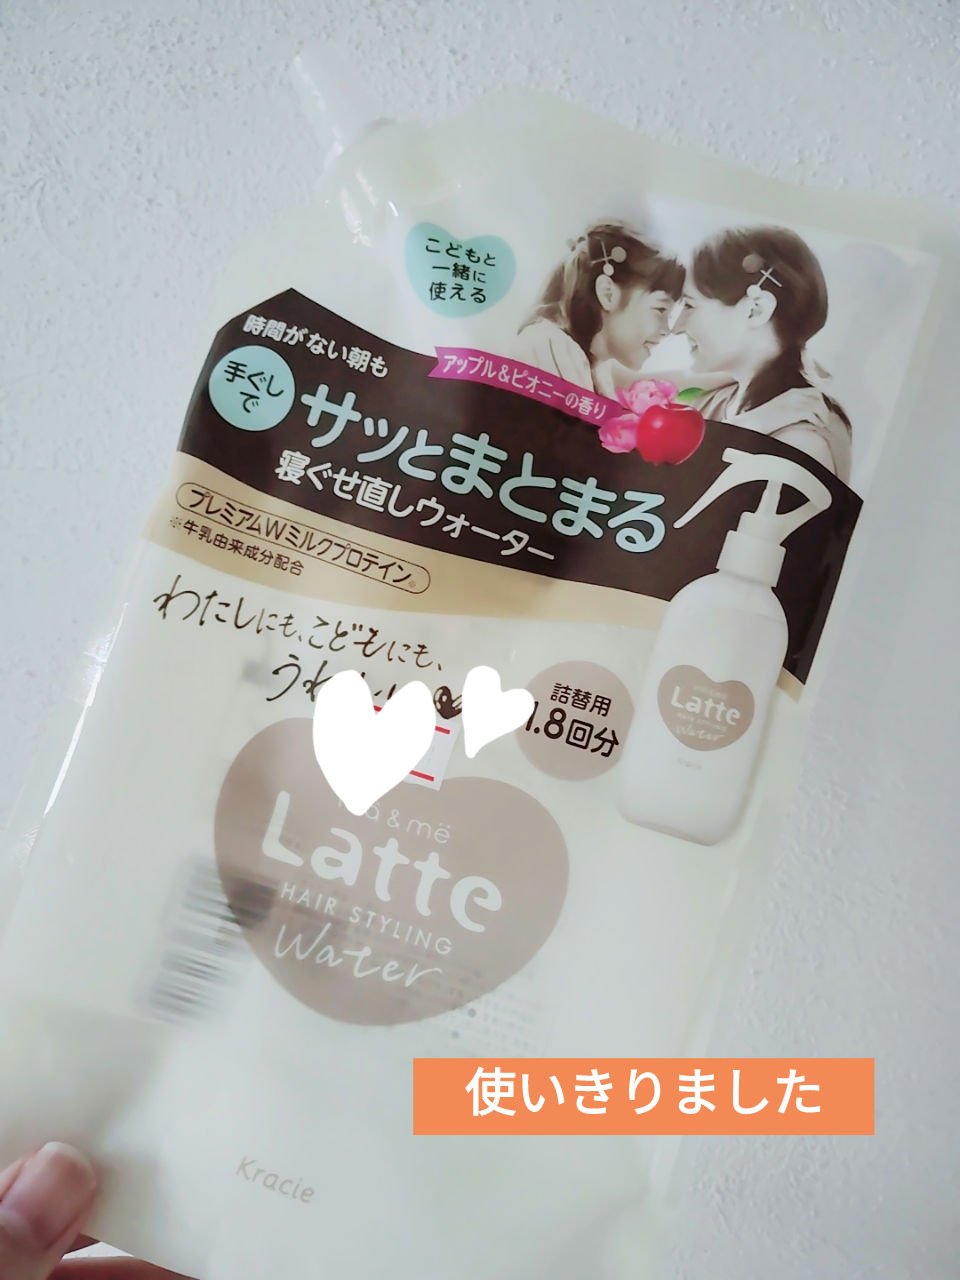 こどもと
一緒に
使える
時間がない朝も
手ぐし
で
サッとまとまる
寝ぐせ直しウォーター
アップル&ピオニーの香り
プレミアムWミルクプロテイン※
※牛乳由来成分配合
わたしにも、こどもにも、
詰替用
1.8回分
Latte
HAIR STYLING
Water
Kracie
& më
Latte
HAIR STYLING
Water
Kracie
使いきりました